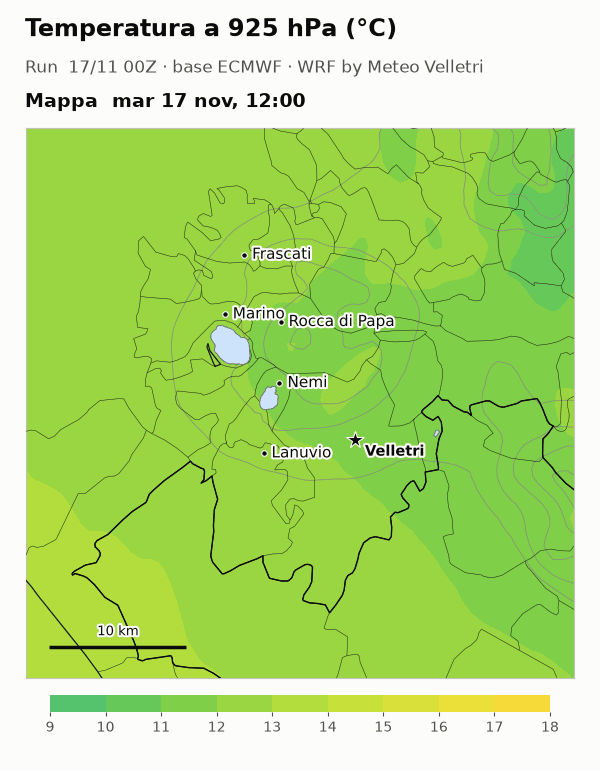 Temperatura a 925 hPa (°C)
Run  17/11 00Z · base ECMWF · WRF by Meteo Velletri
Mappa  mar 17 nov, 12:00
Frascati
Marino
Rocca di Papa
Nemi
Velletri
Lanuvio
10 km
9 10 11 12 13 14 15 16 17 18